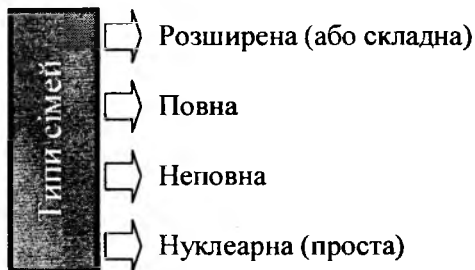 Типи сімей
Розширена (або складна)
Повна
Неповна
Нуклеарна (проста)